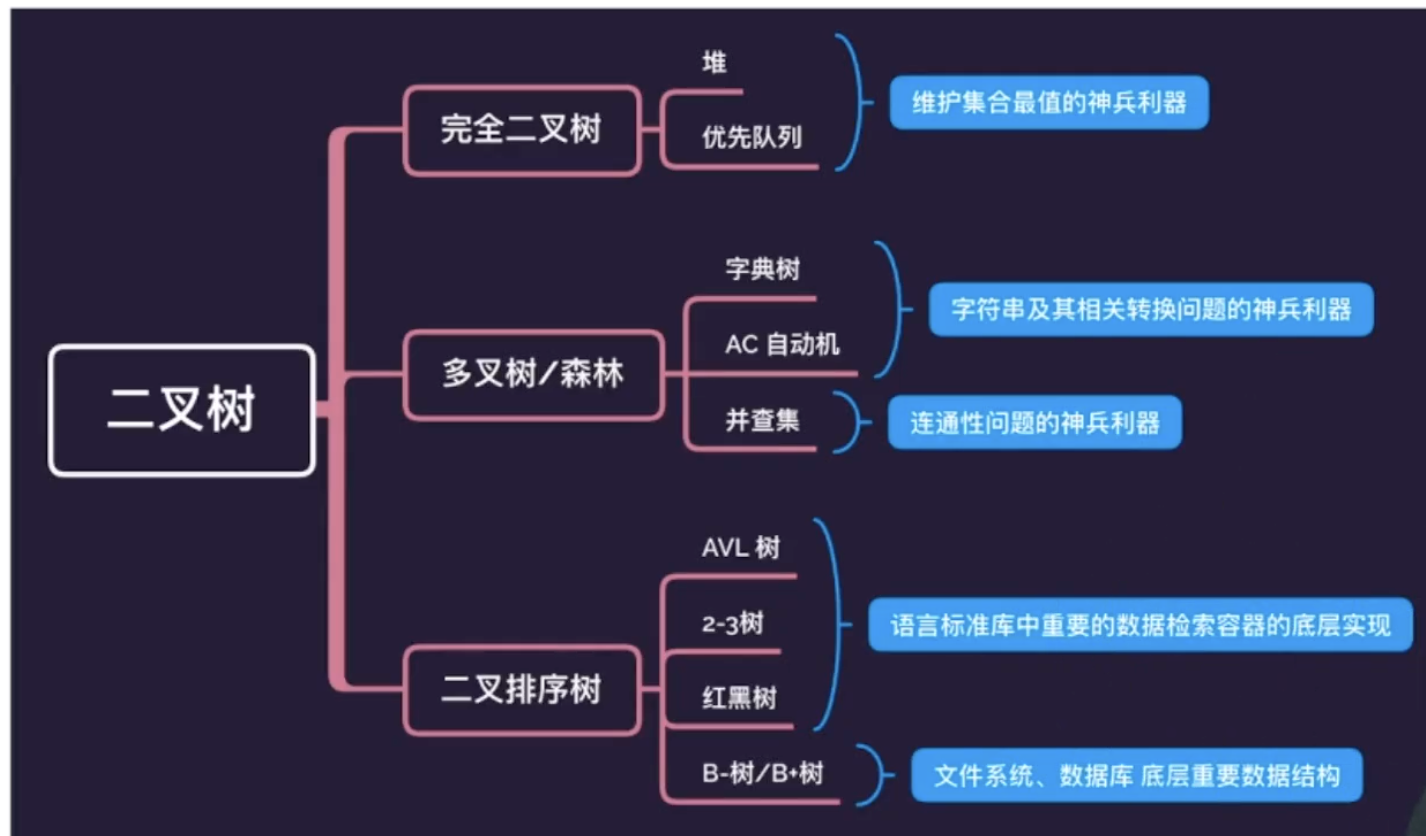 二叉树
完全二叉树
堆
优先队列
维护集合最值的神兵利器
多叉树/森林
字典树
AC 自动机
字符串及其相关转换问题的神兵利器
并查集
连通性问题的神兵利器
二叉排序树
AVL 树
2-3树
红黑树
语言标准库中重要的数据检索容器的底层实现
B-树/B+树
文件系统、数据库 底层重要数据结构